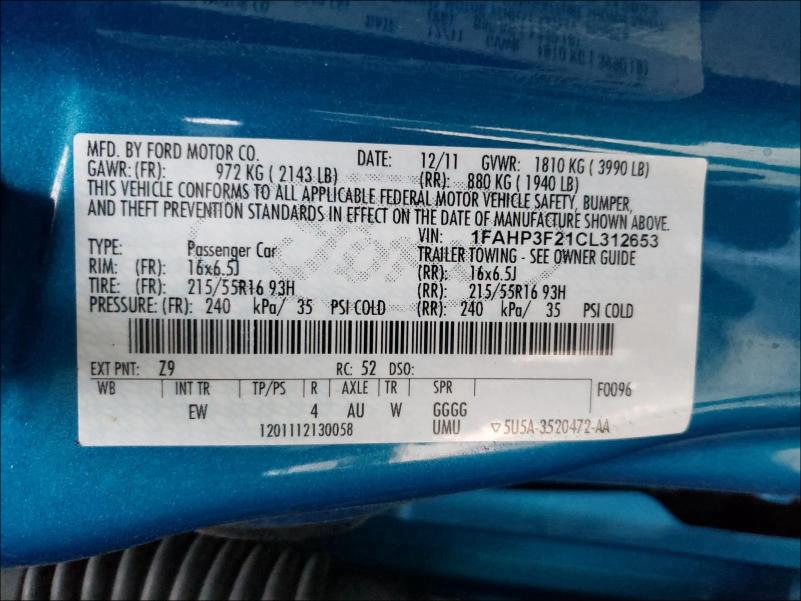 MFD. BY FORD MOTOR CO. DATE: 12/11 GVWR: 1810 KG ( 3990 LB)
GAWR: (FR): 972 KG ( 2143 LB) (RR): 880 KG ( 1940 LB)
THIS VEHICLE CONFORMS TO ALL APPLICABLE FEDERAL MOTOR VEHICLE SAFETY, BUMPER,
AND THEFT PREVENTION STANDARDS IN EFFECT ON THE DATE OF MANUFACTURE SHOWN ABOVE.
VIN: 1FAHP3F21CL312653
TYPE: Passenger Car TRAILER TOWING - SEE OWNER GUIDE
RIM: (FR): 16x6.5J (RR): 16x6.5J
TIRE: (FR): 215/55R16 93H (RR): 215/55R16 93H
PRESSURE: (FR): 240 kPa/ 35 PSI COLD (RR): 240 kPa/ 35 PSI COLD
EXT PNT: Z9 RC: 52 DSO:
WB INT TR TP/PS R AXLE TR SPR F0096
EW 4 AU W GGGG
1201112130058 UMU ▽5U5A-3520472-AA